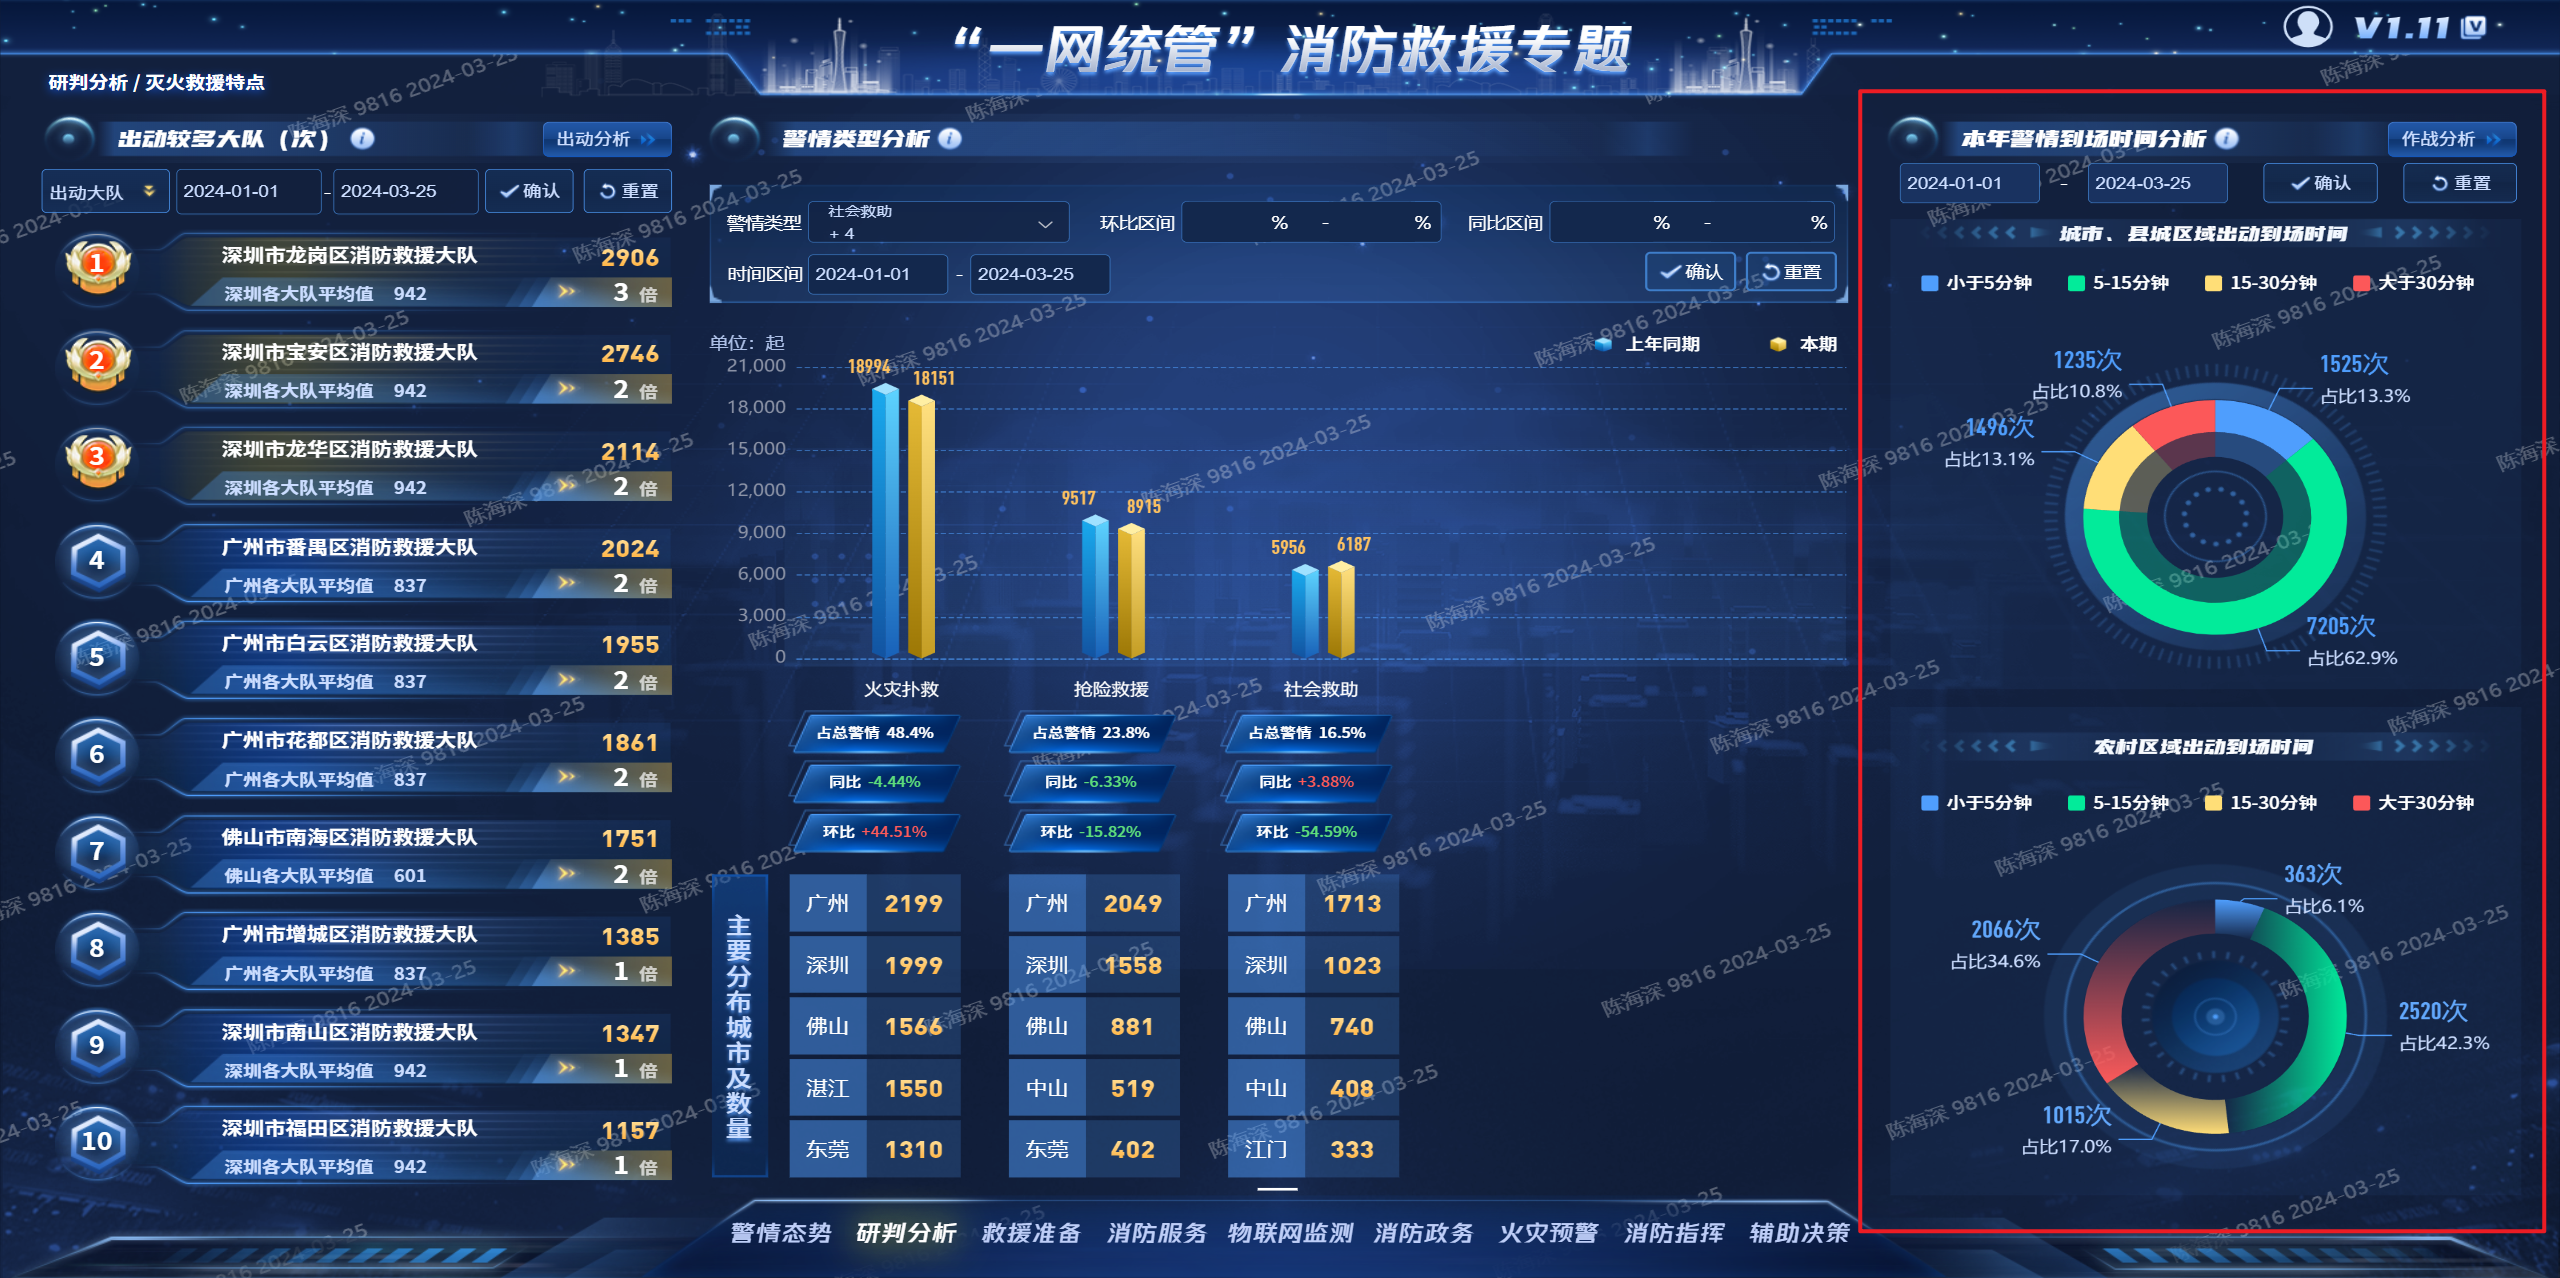 “一网统管”消防救援专题
V1.11
研判分析 / 灭火救援特点
出动较多大队（次）
出动分析
出动大队
2024-01-01 - 2024-03-25
确认
重置
1
深圳市龙岗区消防救援大队 2906
深圳各大队平均值 942 3 倍
2
深圳市宝安区消防救援大队 2746
深圳各大队平均值 942 2 倍
3
深圳市龙华区消防救援大队 2114
深圳各大队平均值 942 2 倍
4
广州市番禺区消防救援大队 2024
广州各大队平均值 837 2 倍
5
广州市白云区消防救援大队 1955
广州各大队平均值 837 2 倍
6
广州市花都区消防救援大队 1861
广州各大队平均值 837 2 倍
7
佛山市南海区消防救援大队 1751
佛山各大队平均值 601 2 倍
8
广州市增城区消防救援大队 1385
广州各大队平均值 837 1 倍
9
深圳市南山区消防救援大队 1347
深圳各大队平均值 942 1 倍
10
深圳市福田区消防救援大队 1157
深圳各大队平均值 942 1 倍
警情类型分析
警情类型 社会救助
+ 4
环比区间 % - %
同比区间 % - %
时间区间 2024-01-01 - 2024-03-25
确认
重置
单位：起
上年同期 本期
21,000
18,000
15,000
12,000
9,000
6,000
3,000
0
18994
18151
9517
8915
5956
6187
火灾扑救 抢险救援 社会救助
占总警情 48.4% 占总警情 23.8% 占总警情 16.5%
同比 -4.44% 同比 -6.33% 同比 +3.88%
环比 +44.51% 环比 -15.82% 环比 -54.59%
主要分布城市及数量
广州 2199 广州 2049 广州 1713
深圳 1999 深圳 1558 深圳 1023
佛山 1566 佛山 881 佛山 740
湛江 1550 中山 519 中山 408
东莞 1310 东莞 402 江门 333
本年警情到场时间分析
作战分析
2024-01-01 - 2024-03-25
确认
重置
城市、县城区域出动到场时间
小于5分钟 5-15分钟 15-30分钟 大于30分钟
1235次
占比10.8%
1525次
占比13.3%
1496次
占比13.1%
7205次
占比62.9%
农村区域出动到场时间
小于5分钟 5-15分钟 15-30分钟 大于30分钟
363次
占比6.1%
2066次
占比34.6%
2520次
占比42.3%
1015次
占比17.0%
警情态势 研判分析 救援准备 消防服务 物联网监测 消防政务 火灾预警 消防指挥 辅助决策
陈海深 9816 2024-03-25